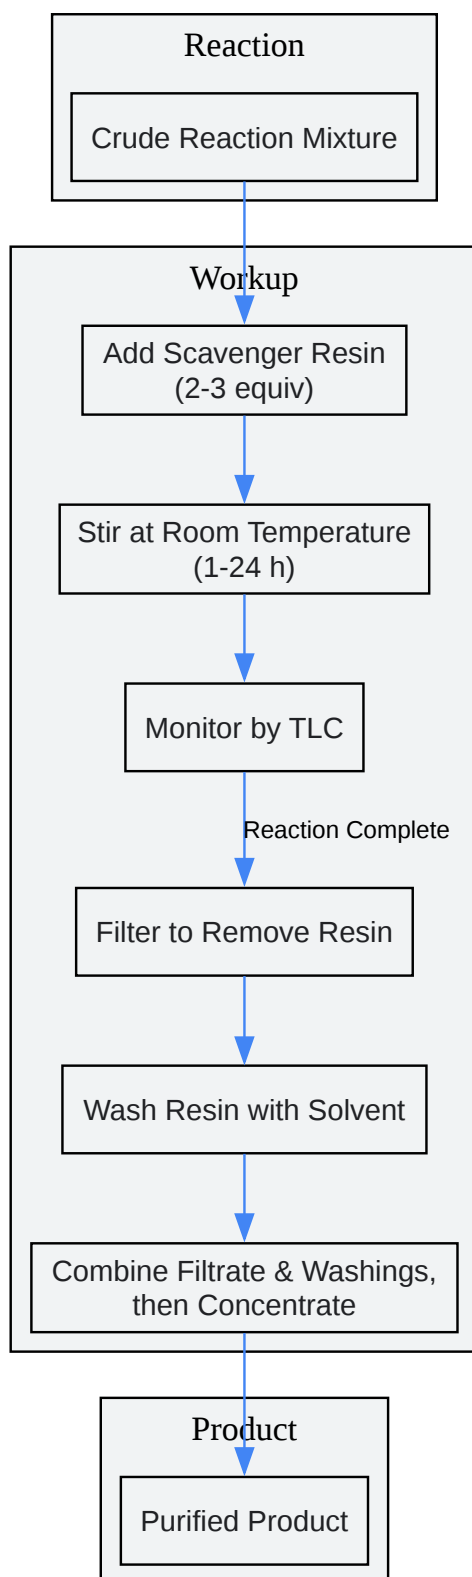 Reaction
Crude Reaction Mixture
Workup
Add Scavenger Resin
(2-3 equiv)
Stir at Room Temperature
(1-24 h)
Monitor by TLC
Reaction Complete
Filter to Remove Resin
Wash Resin with Solvent
Combine Filtrate & Washings,
then Concentrate
Product
Purified Product